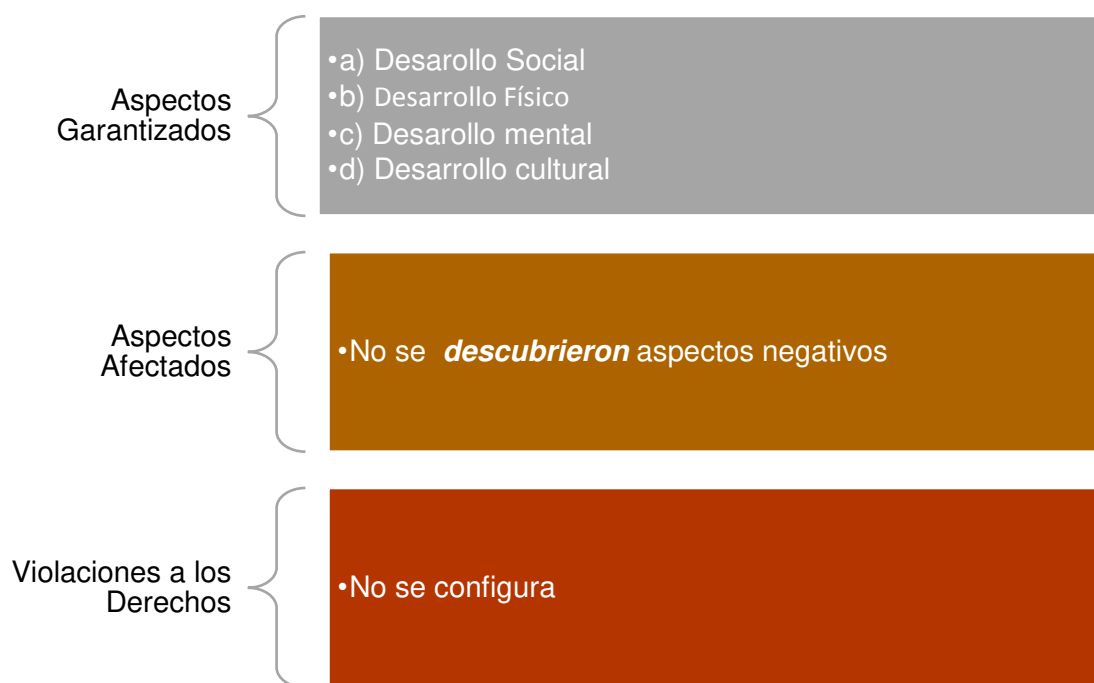 Aspectos
Garantizados
•a) Desarollo Social
•b) Desarrollo Físico
•c) Desarollo mental
•d) Desarrollo cultural
Aspectos
Afectados
•No se descubrieron aspectos negativos
Violaciones a los
Derechos
•No se configura